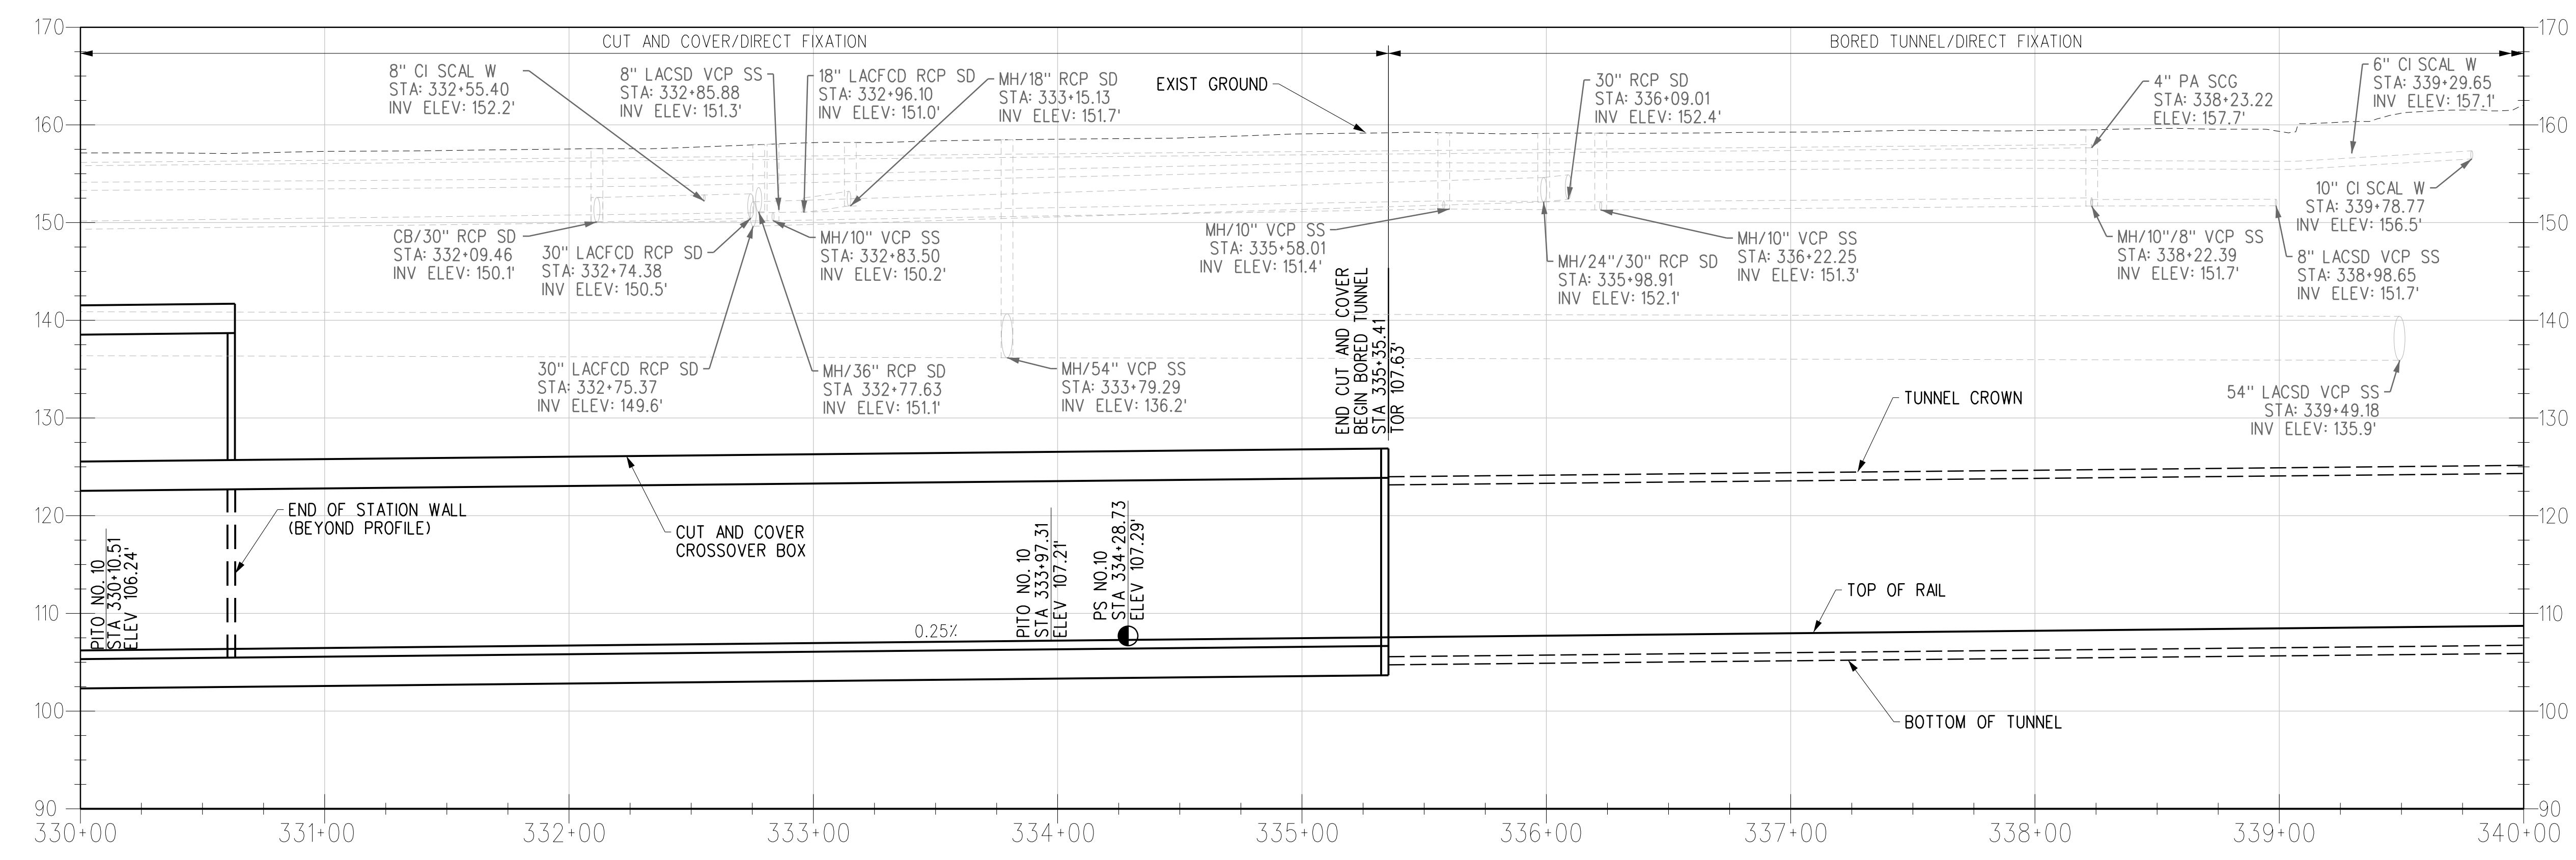 170
160
150
140
130
120
110
100
90
CUT AND COVER/DIRECT FIXATION
BORED TUNNEL/DIRECT FIXATION
8" CI SCAL W
STA: 332+55.40
INV ELEV: 152.2'
8" LACSD VCP SS
STA: 332+85.88
INV ELEV: 151.3'
18" LACFCD RCP SD
STA: 332+96.10
INV ELEV: 151.0'
MH/18" RCP SD
STA: 333+15.13
INV ELEV: 151.7'
EXIST GROUND
30" RCP SD
STA: 336+09.01
INV ELEV: 152.4'
4" PA SCG
STA: 338+23.22
ELEV: 157.7'
6" CI SCAL W
STA: 339+29.65
INV ELEV: 157.1'
CB/30" RCP SD
STA: 332+09.46
INV ELEV: 150.1'
30" LACFCD RCP SD
STA: 332+74.38
INV ELEV: 150.5'
MH/10" VCP SS
STA: 332+83.50
INV ELEV: 150.2'
MH/10" VCP SS
STA: 335+58.01
INV ELEV: 151.4'
MH/24"/30" RCP SD
STA: 335+98.91
INV ELEV: 152.1'
MH/10" VCP SS
STA: 336+22.25
INV ELEV: 151.3'
MH/10"/8" VCP SS
STA: 338+22.39
INV ELEV: 151.7'
10" CI SCAL W
STA: 339+78.77
INV ELEV: 156.5'
8" LACSD VCP SS
STA: 338+98.65
INV ELEV: 151.7'
30" LACFCD RCP SD
STA: 332+75.37
INV ELEV: 149.6'
MH/36" RCP SD
STA 332+77.63
INV ELEV: 151.1'
MH/54" VCP SS
STA: 333+79.29
INV ELEV: 136.2'
END CUT AND COVER
BEGIN BORED TUNNEL
STA 335+35.41
TOR 107.63'
54" LACSD VCP SS
STA: 339+49.18
INV ELEV: 135.9'
TUNNEL CROWN
END OF STATION WALL
(BEYOND PROFILE)
CUT AND COVER
CROSSOVER BOX
PITO NO. 10
STA 330+10.51
ELEV 106.24'
PITO NO. 10
STA 333+97.31
ELEV 107.21'
PS NO.10
STA 334+28.73
ELEV 107.29'
0.25%
TOP OF RAIL
BOTTOM OF TUNNEL
170
160
150
140
130
120
110
100
90
330+00
331+00
332+00
333+00
334+00
335+00
336+00
337+00
338+00
339+00
340+00